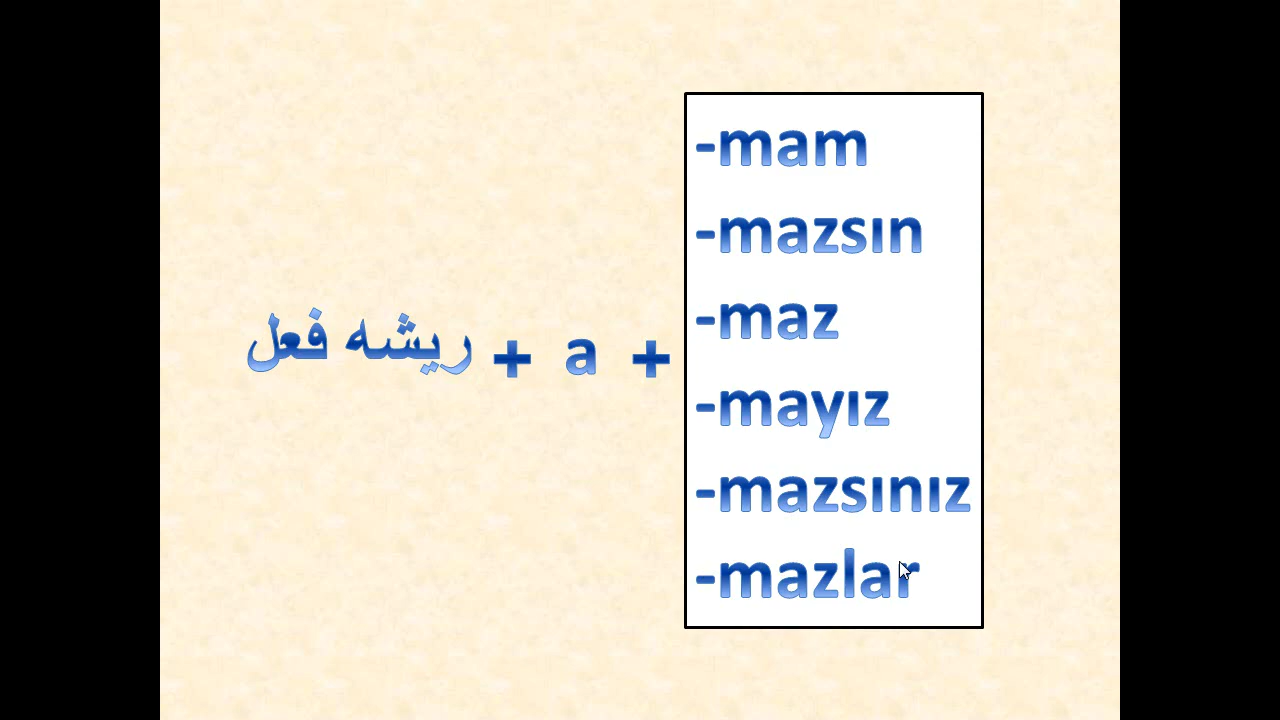 ریشه فعل + a +
-mam
-mazsın
-maz
-mayız
-mazsınız
-mazlar